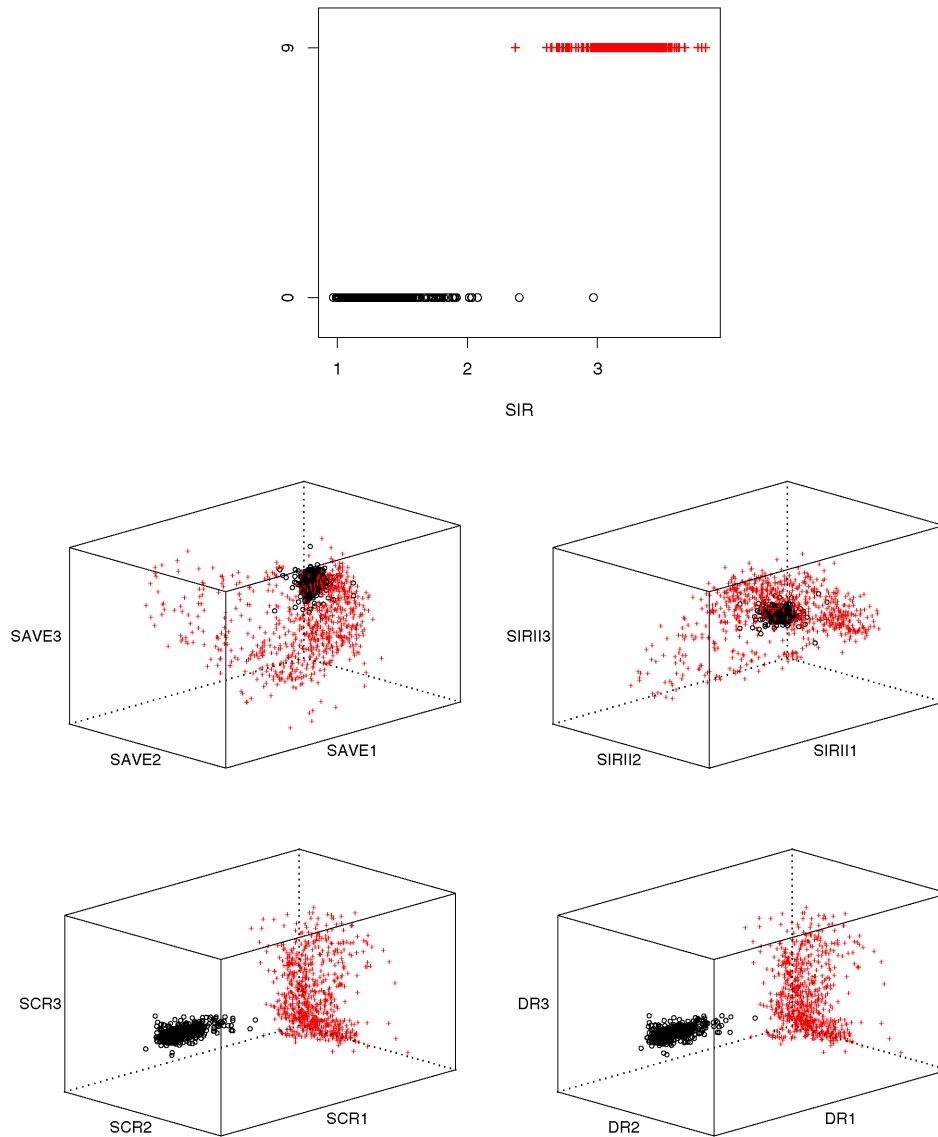 9
0
1 2 3
SIR
SAVE3
SAVE2
SAVE1
SIRII3
SIRII2
SIRII1
SCR3
SCR2
SCR1
DR3
DR2
DR1